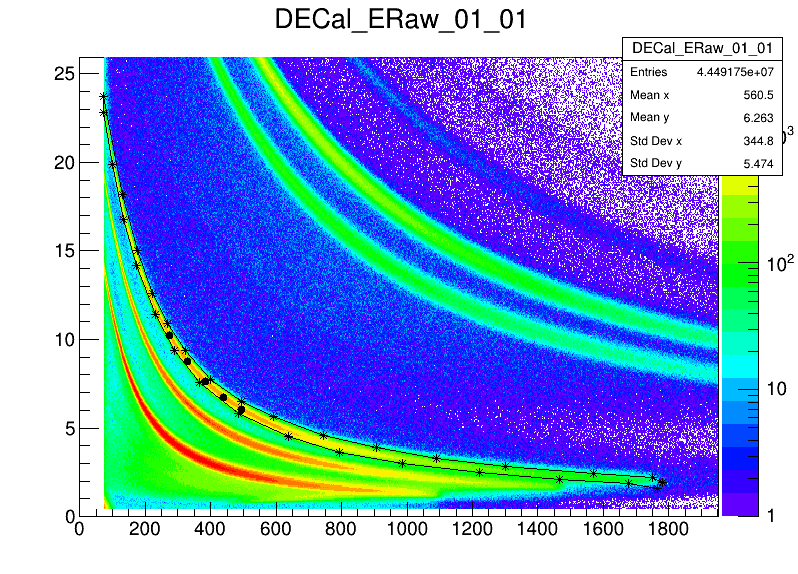 DECal_ERaw_01_01
DECal_ERaw_01_01
Entries 4.449175e+07
Mean x 560.5
Mean y 6.263
Std Dev x 344.8
Std Dev y 5.474
25
20
15
10
5
0
0 200 400 600 800 1000 1200 1400 1600 1800
10²
10
1